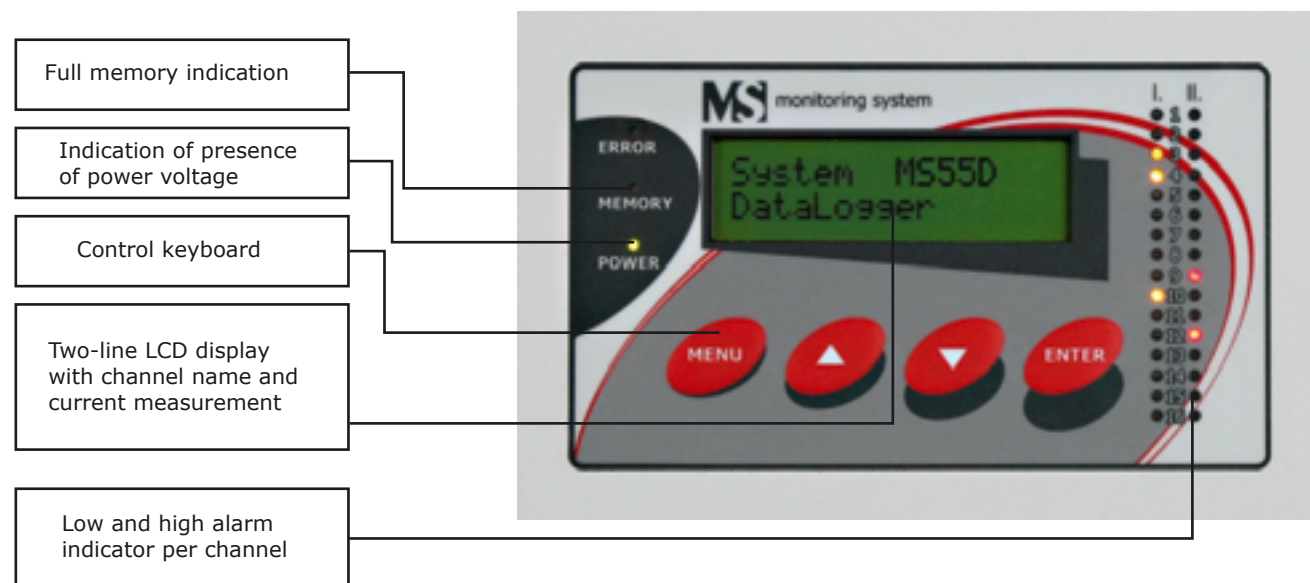 Full memory indication
Indication of presence
of power voltage
Control keyboard
Two-line LCD display
with channel name and
current measurement
Low and high alarm
indicator per channel
MS monitoring system
ERROR
MEMORY
POWER
System MS55D
DataLogger
MENU
ENTER
I. II.
1
2
3
4
5
6
7
8
9
10
11
12
13
14
15
16